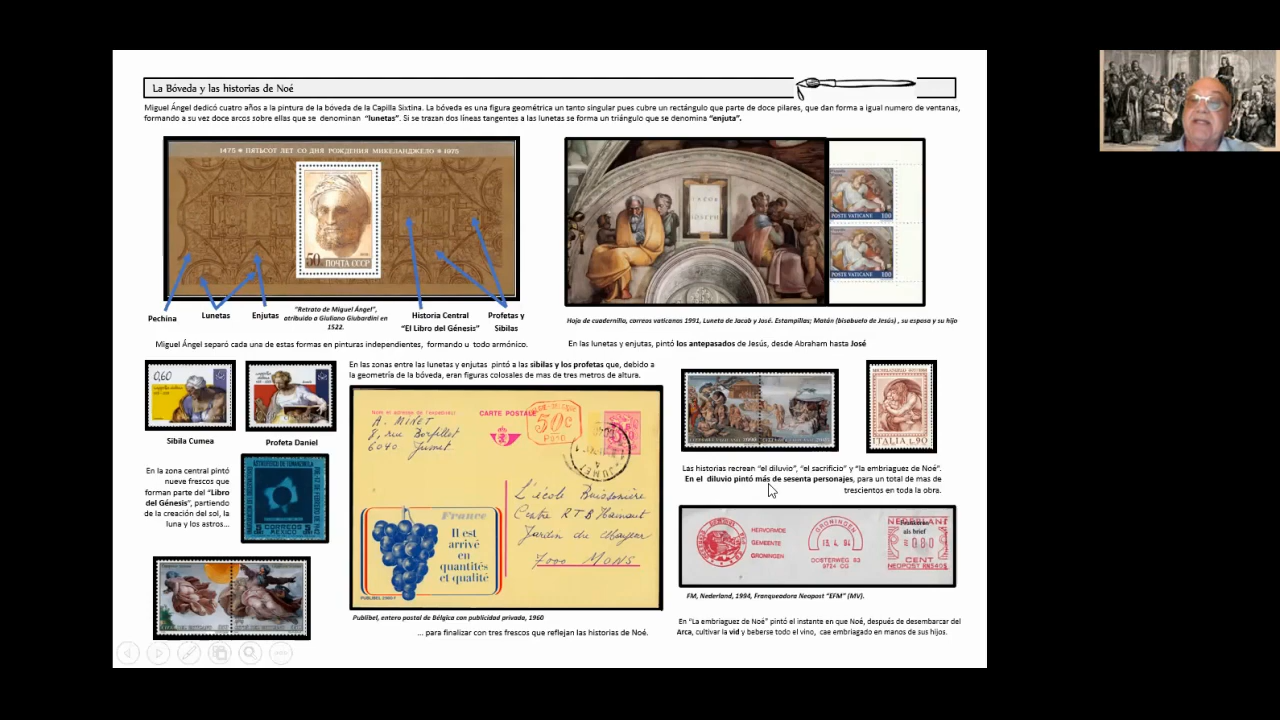 La Bóveda y las historias de Noé
Miguel Ángel dedicó cuatro años a la pintura de la bóveda de la Capilla Sixtina. La bóveda es una figura geométrica un tanto singular pues cubre un rectángulo que parte de doce pilares, que dan forma a igual numero de ventanas,
formando a su vez doce arcos sobre ellas que se denominan "lunetas". Si se trazan dos líneas tangentes a las lunetas se forma un triángulo que se denomina "enjuta".
1475 * ПЯТЬСОТ ЛЕТ СО ДНЯ РОЖДЕНИЯ МИКЕЛАНДЖЕЛО * 1975
50 ПОЧТА СССР
Pechina
Lunetas
Enjutas
"Retrato de Miguel Ángel",
atribuido a Giuliano Giubardini en
1522.
Historia Central
"El Libro del Génesis"
Profetas y
Sibilas
IACOB
IOSEPH
POSTE VATICANE 100
POSTE VATICANE 100
Hoja de cuadernillo, correos vaticanos 1991, Luneta de Jacob y José. Estampillas; Matán (bisabuelo de Jesús) , su esposa y su hijo
Miguel Ángel separó cada una de estas formas en pinturas independientes, formando u todo armónico.
En las lunetas y enjutas, pintó los antepasados de Jesús, desde Abraham hasta José
0,60
Sibila Cumea
Profeta Daniel
En las zonas entre las lunetas y enjutas pintó a las sibilas y los profetas que, debido a
la geometría de la bóveda, eran figuras colosales de mas de tres metros de altura.
En la zona central pintó
nueve frescos que
forman parte del "Libro
del Génesis", partiendo
de la creación del sol, la
luna y los astros...
CORREOS
MEXICO
CARTE POSTALE
50c
A. MINET
8, rue
6040 Jumet
L'école Buissonière
Centre RTB Hainaut
Jardin du Mayeur
7000 MONS
France
Il est
arrivé
en
quantités
et qualité
Publibel, entero postal de Bélgica con publicidad privada, 1960
... para finalizar con tres frescos que reflejan las historias de Noé.
ITALIA L.90
Las historias recrean "el diluvio", "el sacrificio" y "la embriaguez de Noé".
En el diluvio pintó más de sesenta personajes, para un total de mas de
trescientos en toda la obra.
HERVORMDE
GEMEENTE
GRONINGEN
GRONINGEN
13.4.94
OOSTERWEG 83
9724 CG
NEDERLAND
als brief
080
CENT
FM, Nederland, 1994, Franqueadora Neopost "EFM" (MV).
En "La embriaguez de Noé" pintó el instante en que Noé, después de desembarcar del
Arca, cultivar la vid y beberse todo el vino, cae embriagado en manos de sus hijos.